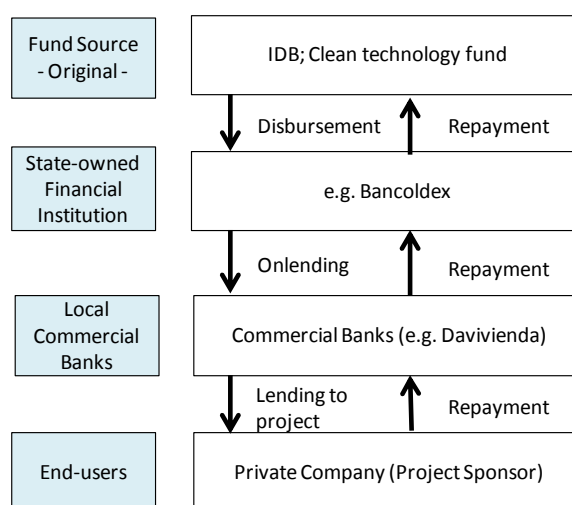 Fund Source
- Original -
IDB; Clean technology fund
Disbursement
Repayment
State-owned
Financial
Institution
e.g. Bancoldex
Onlending
Repayment
Local
Commercial
Banks
Commercial Banks (e.g. Davivienda)
Lending to
project
Repayment
End-users
Private Company (Project Sponsor)